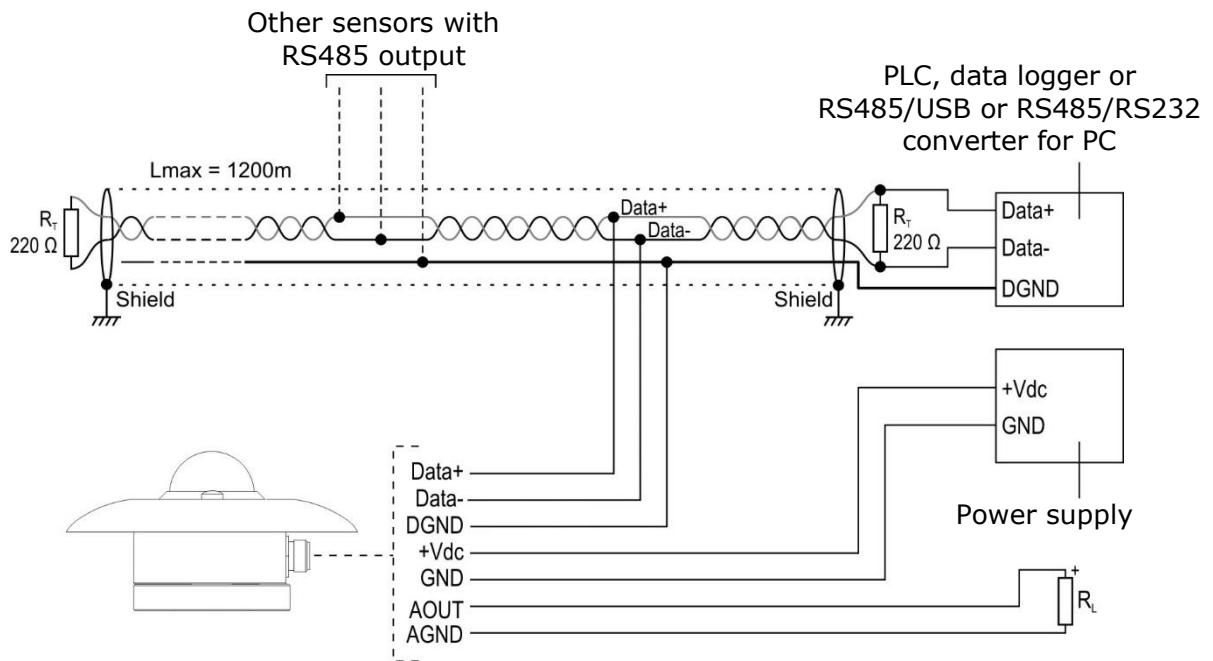 Other sensors with
RS485 output
PLC, data logger or
RS485/USB or RS485/RS232
converter for PC
Lmax = 1200m
RT
220 Ω
Data+
Data-
RT
220 Ω
Data+
Data-
DGND
Shield
Shield
+Vdc
GND
Power supply
Data+
Data-
DGND
+Vdc
GND
AOUT
AGND
+
RL